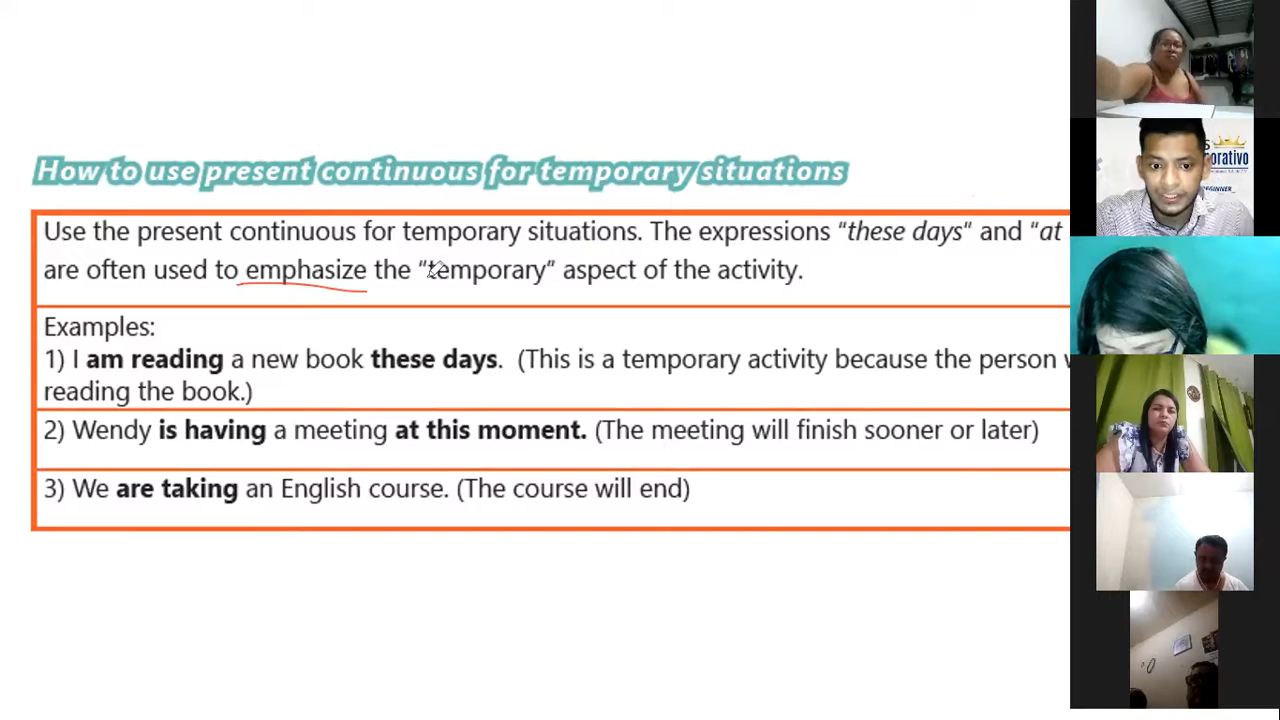 How to use present continuous for temporary situations
Use the present continuous for temporary situations. The expressions "these days" and "at
are often used to emphasize the "temporary" aspect of the activity.
Examples:
1) I am reading a new book these days. (This is a temporary activity because the person
reading the book.)
2) Wendy is having a meeting at this moment. (The meeting will finish sooner or later)
3) We are taking an English course. (The course will end)
orativo